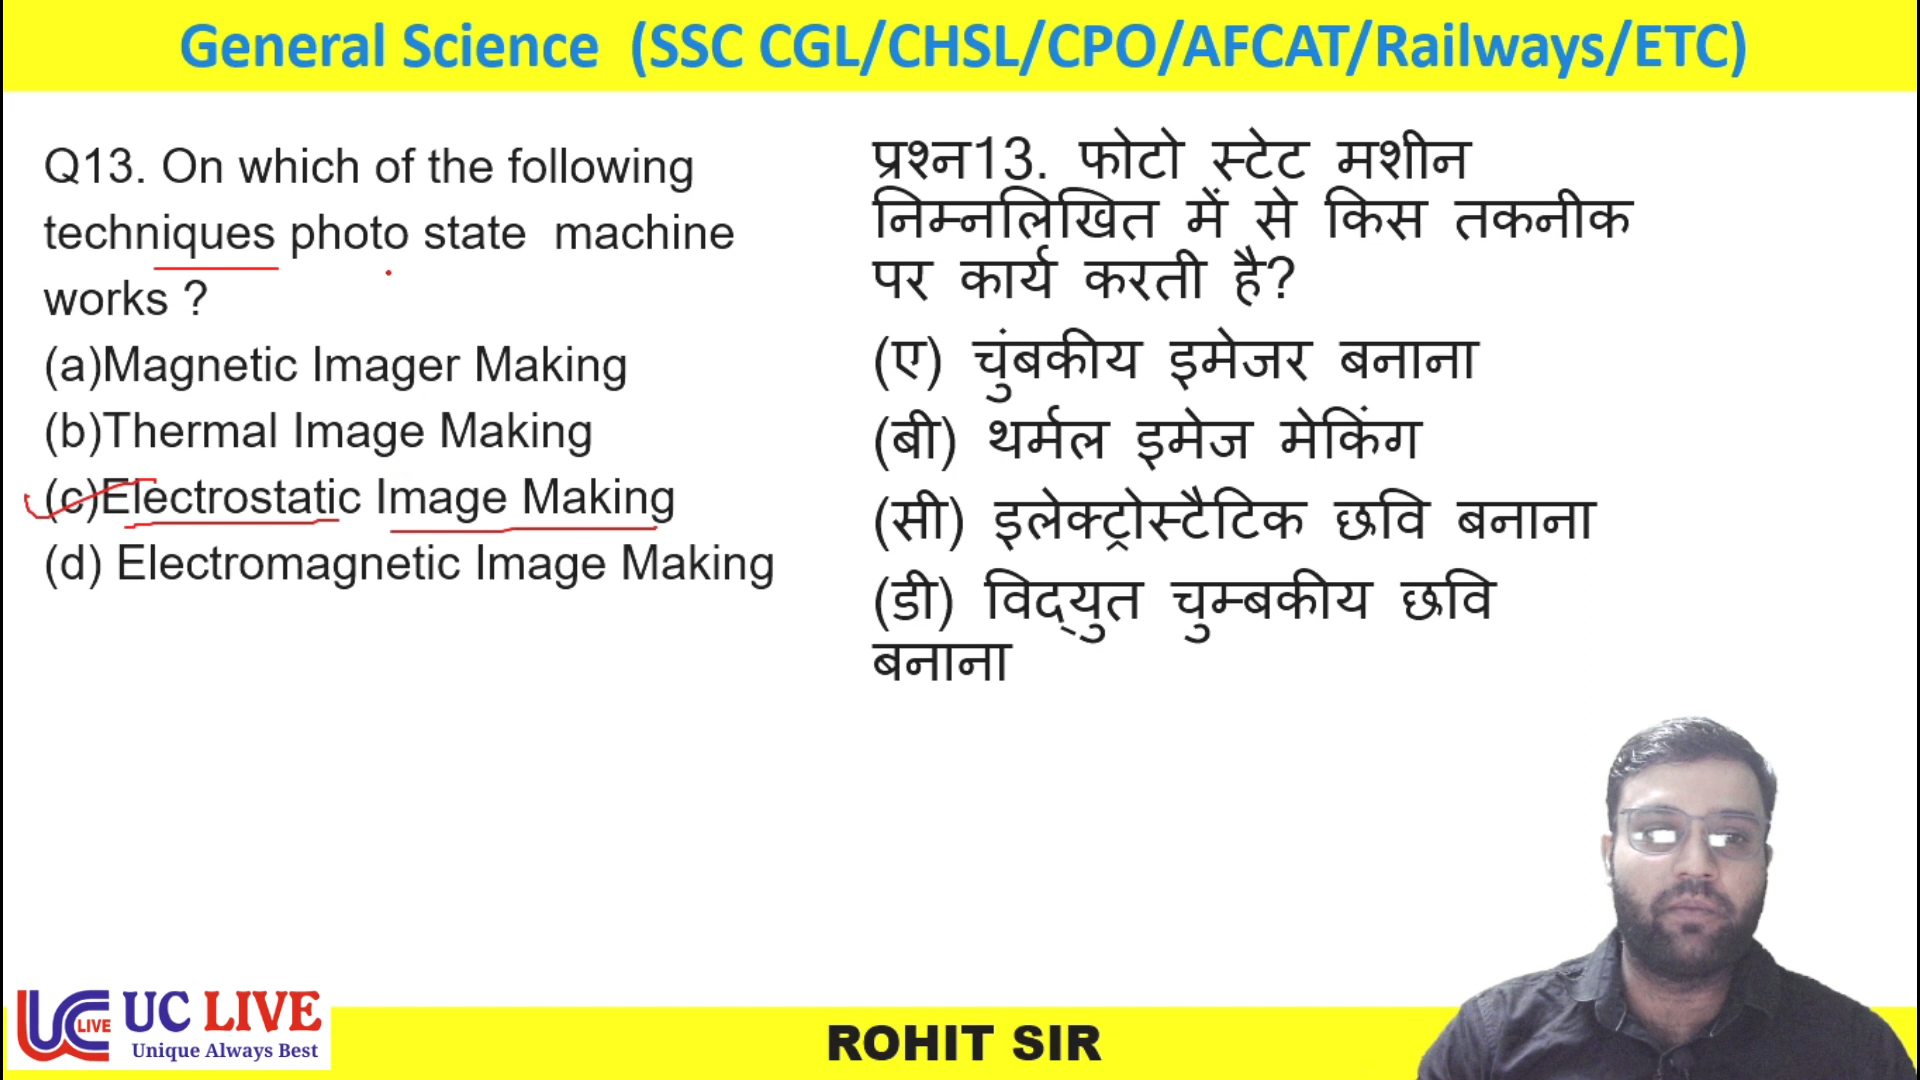 General Science (SSC CGL/CHSL/CPO/AFCAT/Railways/ETC)
Q13. On which of the following
techniques photo state machine
works ?
(a)Magnetic Imager Making
(b)Thermal Image Making
(c)Electrostatic Image Making
(d) Electromagnetic Image Making
प्रश्न13. फोटो स्टेट मशीन
निम्नलिखित में से किस तकनीक
पर कार्य करती है?
(ए) चुंबकीय इमेजर बनाना
(बी) थर्मल इमेज मेकिंग
(सी) इलेक्ट्रोस्टैटिक छवि बनाना
(डी) विद्युत चुम्बकीय छवि
बनाना
UC LIVE
UC LIVE
Unique Always Best
ROHIT SIR